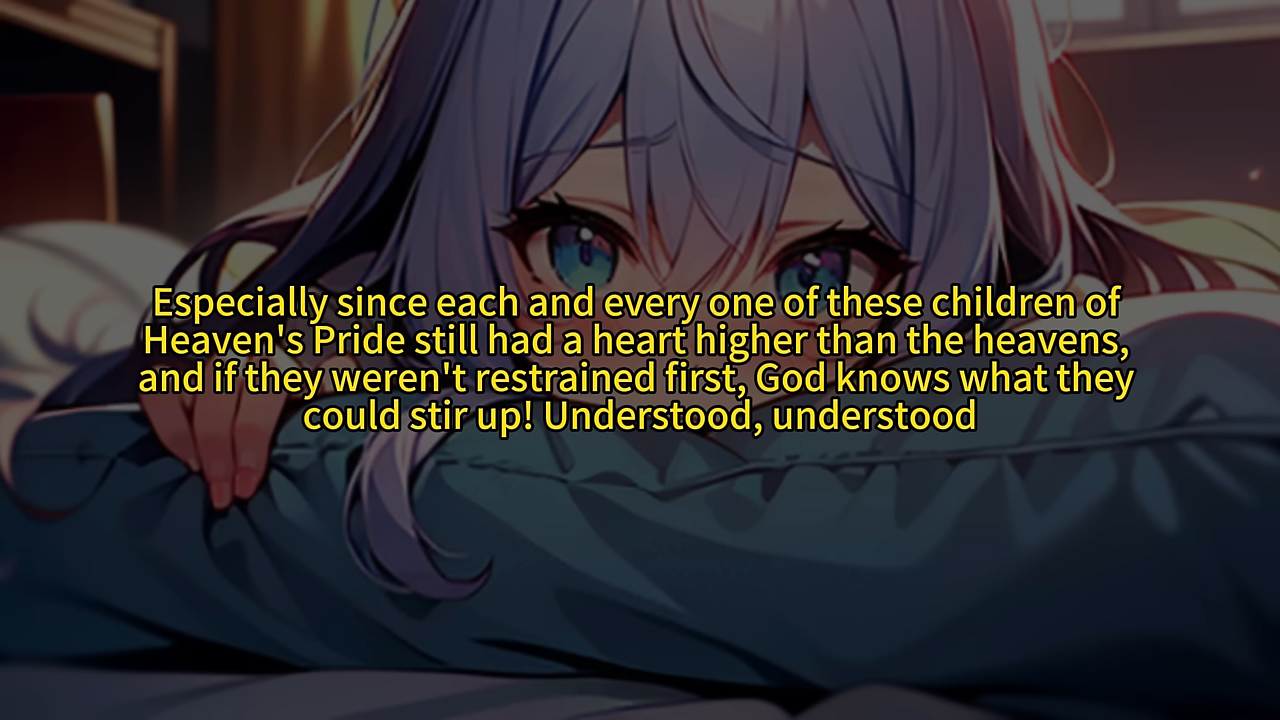 Especially since each and every one of these children of
Heaven's Pride still had a heart higher than the heavens,
and if they weren't restrained first, God knows what they
could stir up! Understood, understood